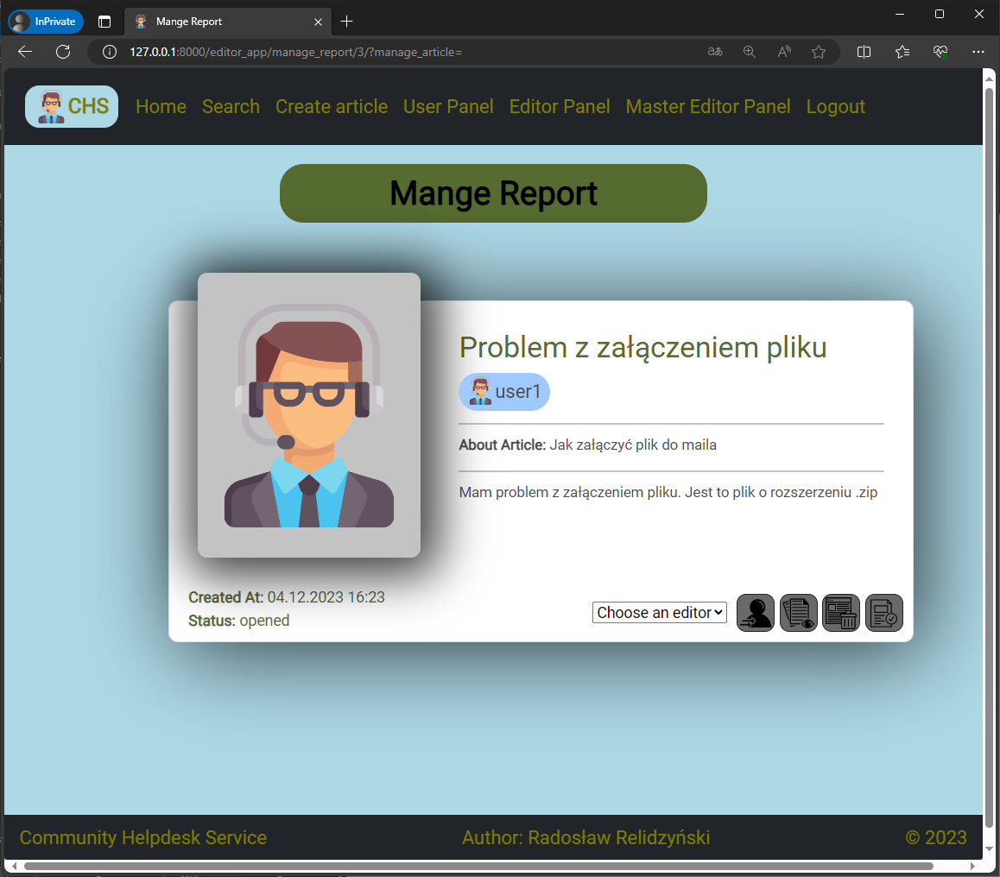 InPrivate
Mange Report
127.0.0.1:8000/editor_app/manage_report/3/?manage_article=
CHS Home Search Create article User Panel Editor Panel Master Editor Panel Logout
Mange Report
Problem z załączeniem pliku
user1
About Article: Jak załączyć plik do maila
Mam problem z załączeniem pliku. Jest to plik o rozszerzeniu .zip
Created At: 04.12.2023 16:23
Status: opened
Choose an editor
Community Helpdesk Service Author: Radosław Relidzyński © 2023